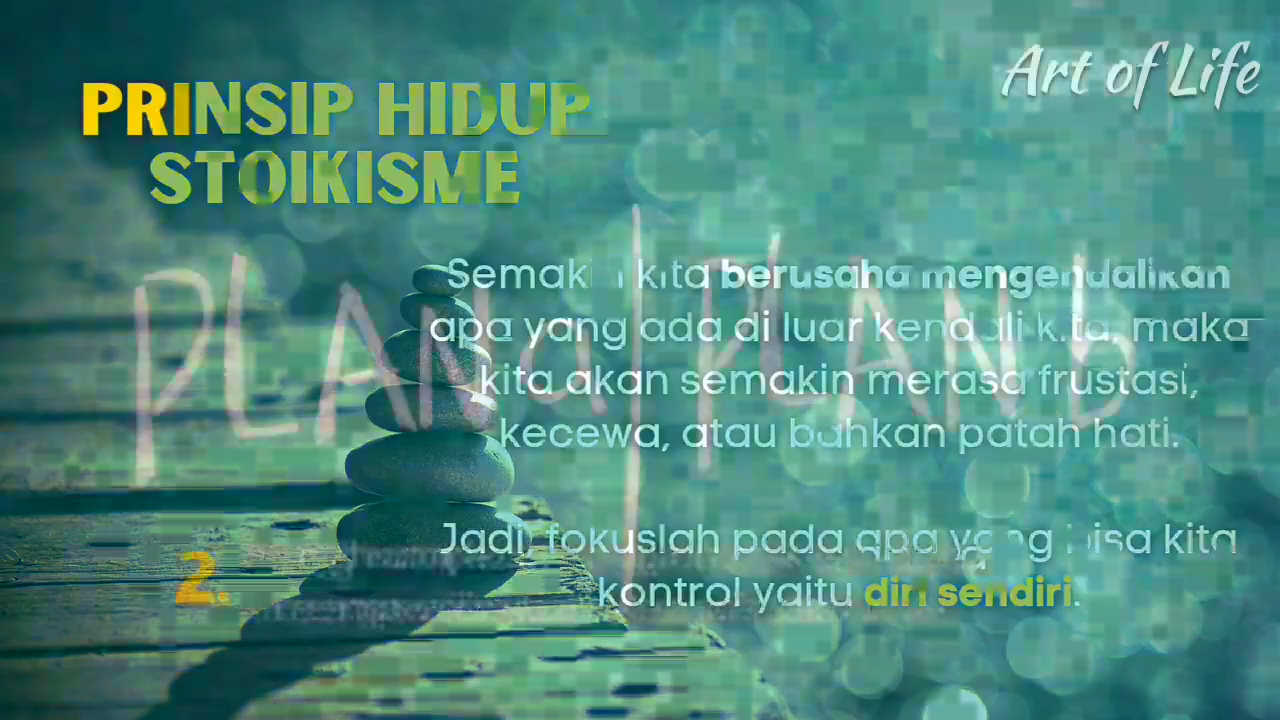 Art of Life
PRINSIP HIDUP
STOIKISME
PLAN a PLAN b
Semakin kita berusaha mengendalikan
apa yang ada di luar kendali kita, maka
kita akan semakin merasa frustasi,
kecewa, atau bahkan patah hati.
Jadi, fokuslah pada apa yang bisa kita
kontrol yaitu diri sendiri.
2.